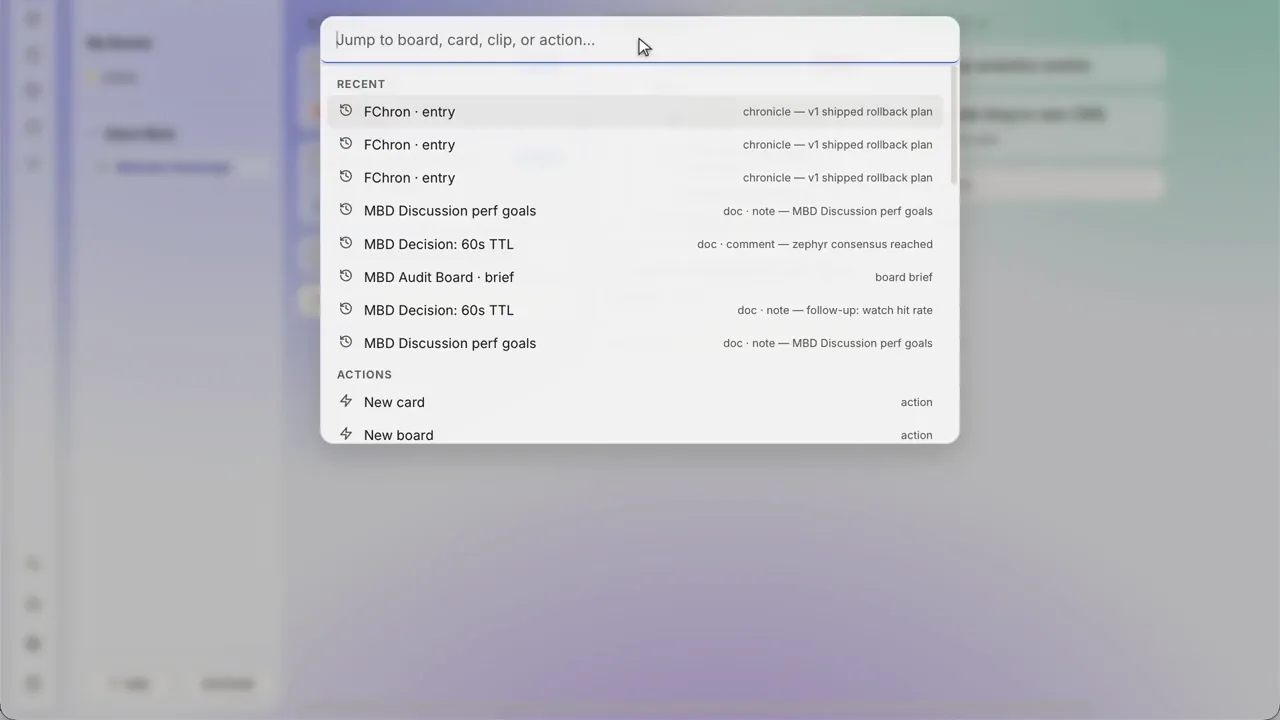 Jump to board, card, clip, or action...
RECENT
FChron · entry chronicle — v1 shipped rollback plan
FChron · entry chronicle — v1 shipped rollback plan
FChron · entry chronicle — v1 shipped rollback plan
MBD Discussion perf goals doc · note — MBD Discussion perf goals
MBD Decision: 60s TTL doc · comment — zephyr consensus reached
MBD Audit Board · brief board brief
MBD Decision: 60s TTL doc · note — follow-up: watch hit rate
MBD Discussion perf goals doc · note — MBD Discussion perf goals
ACTIONS
New card action
New board action